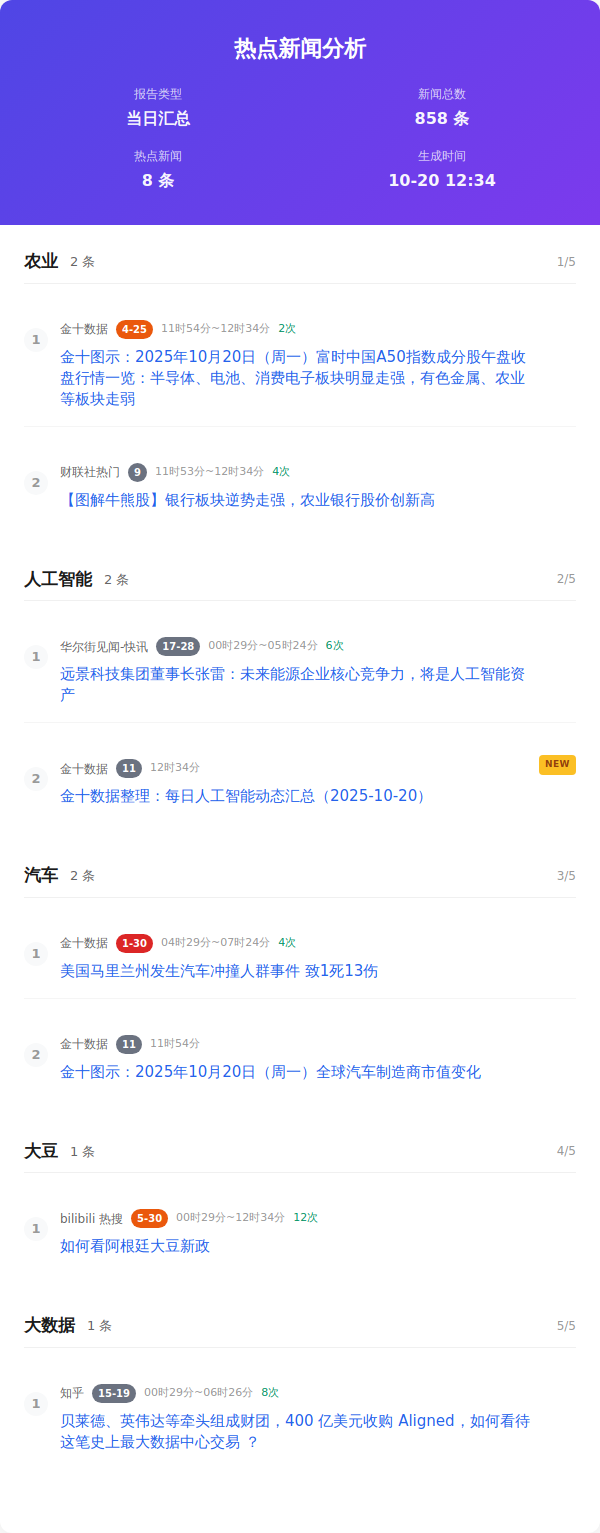 热点新闻分析
报告类型
新闻总数
当日汇总
858 条
热点新闻
生成时间
8 条
10-20 12:34
农业 2 条 1/5
1
金十数据 4-25 11时54分~12时34分 2次
金十图示：2025年10月20日（周一）富时中国A50指数成分股午盘收
盘行情一览：半导体、电池、消费电子板块明显走强，有色金属、农业
等板块走弱
2
财联社热门 9 11时53分~12时34分 4次
【图解牛熊股】银行板块逆势走强，农业银行股价创新高
人工智能 2 条 2/5
1
华尔街见闻-快讯 17-28 00时29分~05时24分 6次
远景科技集团董事长张雷：未来能源企业核心竞争力，将是人工智能资
产
2
金十数据 11 12时34分 NEW
金十数据整理：每日人工智能动态汇总（2025-10-20）
汽车 2 条 3/5
1
金十数据 1-30 04时29分~07时24分 4次
美国马里兰州发生汽车冲撞人群事件 致1死13伤
2
金十数据 11 11时54分
金十图示：2025年10月20日（周一）全球汽车制造商市值变化
大豆 1 条 4/5
1
bilibili 热搜 5-30 00时29分~12时34分 12次
如何看阿根廷大豆新政
大数据 1 条 5/5
1
知乎 15-19 00时29分~06时26分 8次
贝莱德、英伟达等牵头组成财团，400 亿美元收购 Aligned，如何看待
这笔史上最大数据中心交易 ？